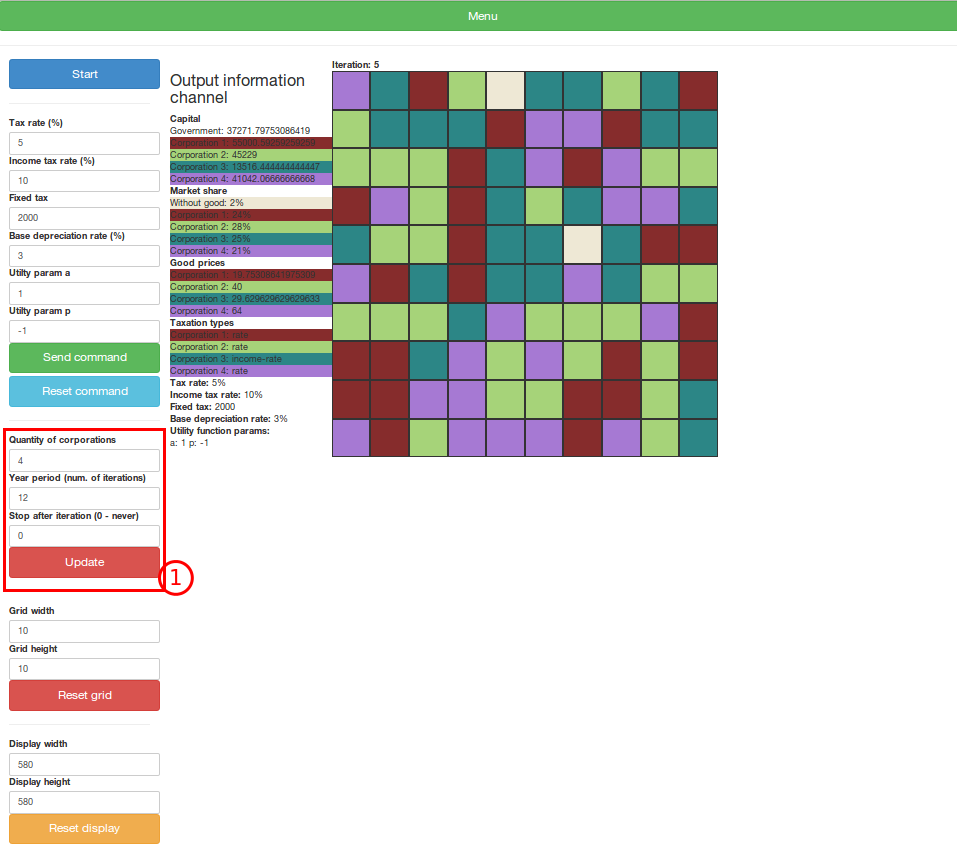 Menu
Start
Tax rate (%)
5
Income tax rate (%)
10
Fixed tax
2000
Base depreciation rate (%)
3
Utilty param a
1
Utilty param p
-1
Send command
Reset command
Quantity of corporations
4
Year period (num. of iterations)
12
Stop after iteration (0 - never)
0
Update
1
Grid width
10
Grid height
10
Reset grid
Display width
580
Display height
580
Reset display
Output information
channel
Capital
Government: 37271.79753086419
Corporation 1: 55000.59259259259
Corporation 2: 45229
Corporation 3: 13516.444444444447
Corporation 4: 41042.06666666668
Market share
Without good: 2%
Corporation 1: 24%
Corporation 2: 28%
Corporation 3: 25%
Corporation 4: 21%
Good prices
Corporation 1: 19.75308641975309
Corporation 2: 40
Corporation 3: 29.629629629629633
Corporation 4: 64
Taxation types
Corporation 1: rate
Corporation 2: rate
Corporation 3: income-rate
Corporation 4: rate
Tax rate: 5%
Income tax rate: 10%
Fixed tax: 2000
Base depreciation rate: 3%
Utility function params:
a: 1 p: -1
Iteration: 5